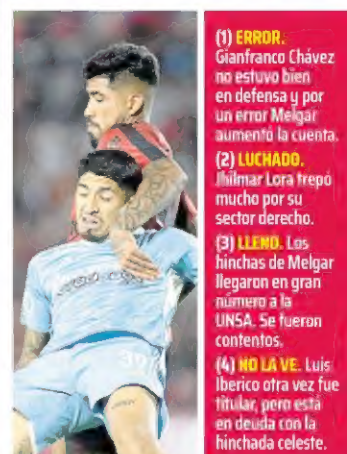 (1) ERROR.
Gianfranco Chávez
no estuvo bien
en defensa y por
un error Melgar
aumentó la cuenta.
(2) LUCHADO.
Jhilmar Lora trepó
mucho por su
sector derecho.
(3) LLENO. Los
hinchas de Melgar
llegaron en gran
número a la
UNSA. Se fueron
contentos.
(4) NO LA VE. Luis
Iberico otra vez fue
titular, pero está
en deuda con la
hinchada celeste.